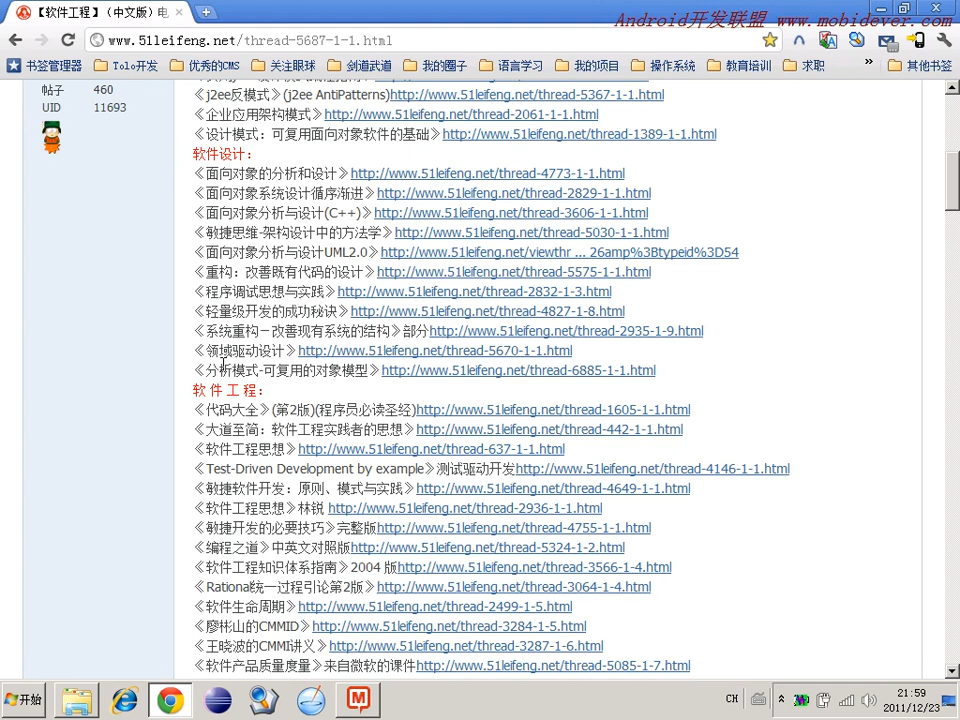 【软件工程】（中文版）电
Android开发联盟 www.mobidever.com
www.51leifeng.net/thread-5687-1-1.html
书签管理器 Tolo开发 优秀的CMS 关注眼球 剑道武道 我的圈子 语言学习 我的项目 操作系统 教育培训 求职 » 其他书签
帖子 460
UID 11693
《j2ee反模式》(j2ee AntiPatterns)http://www.51leifeng.net/thread-5367-1-1.html
《企业应用架构模式》http://www.51leifeng.net/thread-2061-1-1.html
《设计模式：可复用面向对象软件的基础》http://www.51leifeng.net/thread-1389-1-1.html
软件设计：
《面向对象的分析和设计》http://www.51leifeng.net/thread-4773-1-1.html
《面向对象系统设计循序渐进》http://www.51leifeng.net/thread-2829-1-1.html
《面向对象分析与设计(C++)》http://www.51leifeng.net/thread-3606-1-1.html
《敏捷思维-架构设计中的方法学》http://www.51leifeng.net/thread-5030-1-1.html
《面向对象分析与设计UML2.0》http://www.51leifeng.net/viewthr ... 26amp%3Btypeid%3D54
《重构：改善既有代码的设计》http://www.51leifeng.net/thread-5575-1-1.html
《程序调试思想与实践》http://www.51leifeng.net/thread-2832-1-3.html
《轻量级开发的成功秘诀》http://www.51leifeng.net/thread-4827-1-8.html
《系统重构－改善现有系统的结构》部分http://www.51leifeng.net/thread-2935-1-9.html
《领域驱动设计》http://www.51leifeng.net/thread-5670-1-1.html
《分析模式-可复用的对象模型》http://www.51leifeng.net/thread-6885-1-1.html
软 件 工 程：
《代码大全》(第2版)(程序员必读圣经)http://www.51leifeng.net/thread-1605-1-1.html
《大道至简：软件工程实践者的思想》http://www.51leifeng.net/thread-442-1-1.html
《软件工程思想》http://www.51leifeng.net/thread-637-1-1.html
《Test-Driven Development by example》测试驱动开发http://www.51leifeng.net/thread-4146-1-1.html
《敏捷软件开发：原则、模式与实践》http://www.51leifeng.net/thread-4649-1-1.html
《软件工程思想》林锐 http://www.51leifeng.net/thread-2936-1-1.html
《敏捷开发的必要技巧》完整版http://www.51leifeng.net/thread-4755-1-1.html
《编程之道》中英文对照版http://www.51leifeng.net/thread-5324-1-2.html
《软件工程知识体系指南》2004 版http://www.51leifeng.net/thread-3566-1-4.html
《Rational统一过程引论第2版》http://www.51leifeng.net/thread-3064-1-4.html
《软件生命周期》http://www.51leifeng.net/thread-2499-1-5.html
《廖彬山的CMMID》http://www.51leifeng.net/thread-3284-1-5.html
《王晓波的CMMI讲义》http://www.51leifeng.net/thread-3287-1-6.html
《软件产品质量度量》来自微软的课件http://www.51leifeng.net/thread-5085-1-7.html
开始
CH
21:59
2011/12/23